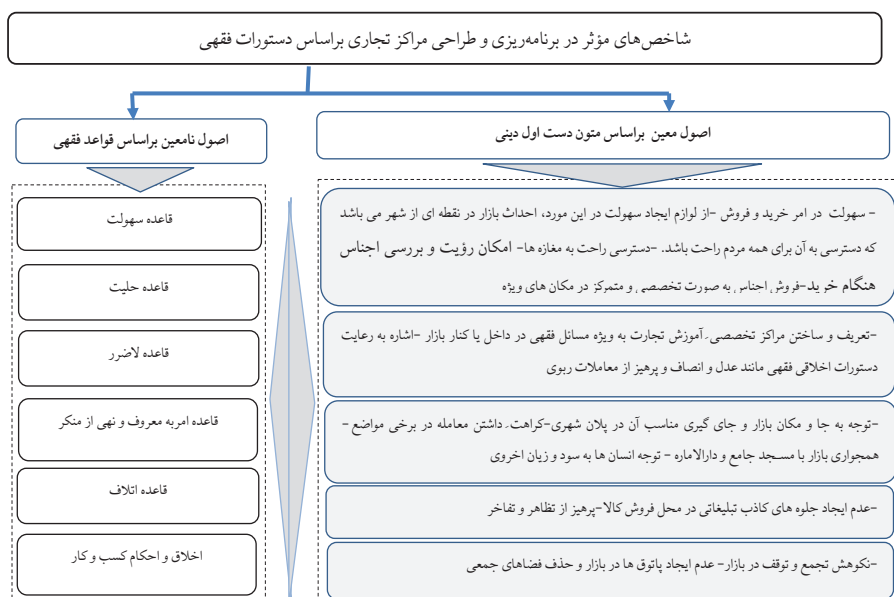 شاخص‌های مؤثر در برنامه‌ریزی و طراحی مراکز تجاری براساس دستورات فقهی
اصول معین براساس متون دست اول دینی
- سهولت در امر خرید و فروش -از لوازم ایجاد سهولت در این مورد، احداث بازار در نقطه ای از شهر می باشد
که دسترسی به آن برای همه مردم راحت باشد. -دسترسی راحت به مغازه ها- امکان رؤیت و بررسی اجناس
هنگام خرید-فروش اجناس به صورت تخصصی و متمرکز در مکان های ویژه
-تعریف و ساختن مراکز تخصصی آموزش تجارت به ویژه مسائل فقهی در داخل یا کنار بازار -اشاره به رعایت
دستورات اخلاقی فقهی مانند عدل و انصاف و پرهیز از معاملات ربوی
-توجه به جا و مکان بازار و جای گیری مناسب آن در پلان شهری-کراهت داشتن معامله در برخی مواضع -
همجواری بازار با مسجد جامع و دارالاماره - توجه انسان ها به سود و زیان اخروی
-عدم ایجاد جلوه های کاذب تبلیغاتی در محل فروش کالا-پرهیز از تظاهر و تفاخر
-نکوهش تجمع و توقف در بازار- عدم ایجاد پاتوق ها در بازار و حذف فضاهای جمعی
اصول نامعین براساس قواعد فقهی
قاعده سهولت
قاعده حلیت
قاعده لاضرر
قاعده امربه معروف و نهی از منکر
قاعده اتلاف
اخلاق و احکام کسب و کار